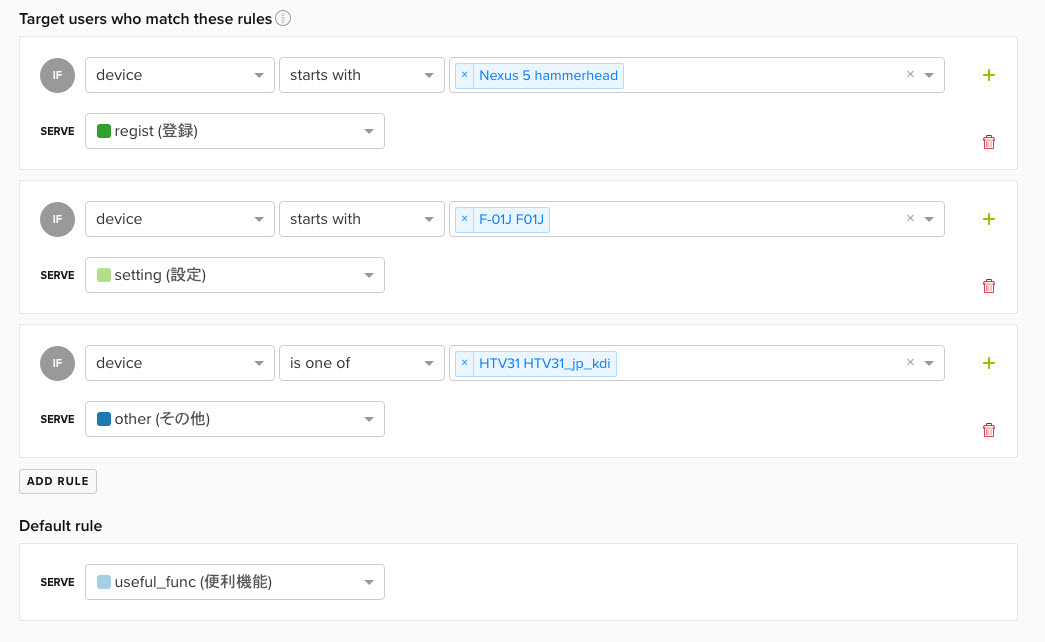 Target users who match these rules
IF device starts with × Nexus 5 hammerhead × +
SERVE regist (登録)
IF device starts with × F-01J F01J × +
SERVE setting (設定)
IF device is one of × HTV31 HTV31_jp_kdi × +
SERVE other (その他)
ADD RULE
Default rule
SERVE useful_func (便利機能)